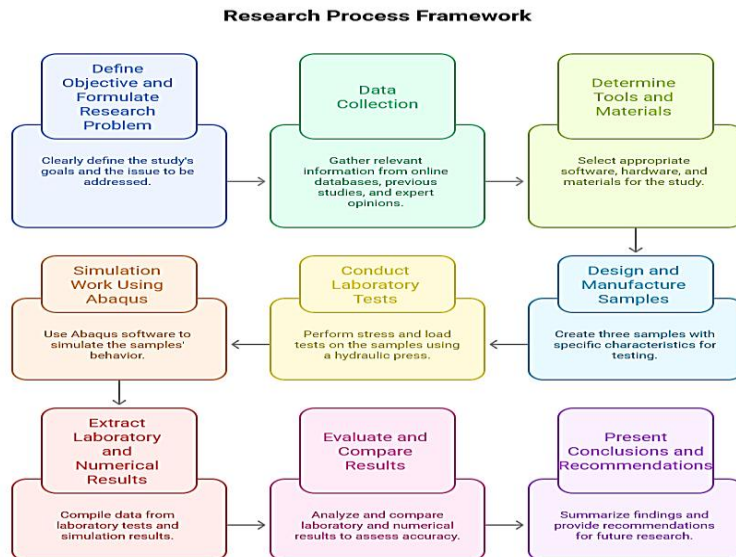 Research Process Framework
Define
Objective and
Formulate
Research
Problem
Clearly define the study's
goals and the issue to be
addressed.
Data
Collection
Gather relevant
information from online
databases, previous
studies, and expert
opinions.
Determine
Tools and
Materials
Select appropriate
software, hardware, and
materials for the study.
Design and
Manufacture
Samples
Create three samples with
specific characteristics for
testing.
Conduct
Laboratory
Tests
Perform stress and load
tests on the samples using
a hydraulic press.
Simulation
Work Using
Abaqus
Use Abaqus software to
simulate the samples'
behavior.
Extract
Laboratory
and
Numerical
Results
Compile data from
laboratory tests and
simulation results.
Evaluate and
Compare
Results
Analyze and compare
laboratory and numerical
results to assess accuracy.
Present
Conclusions and
Recommendations
Summarize findings and
provide recommendations
for future research.